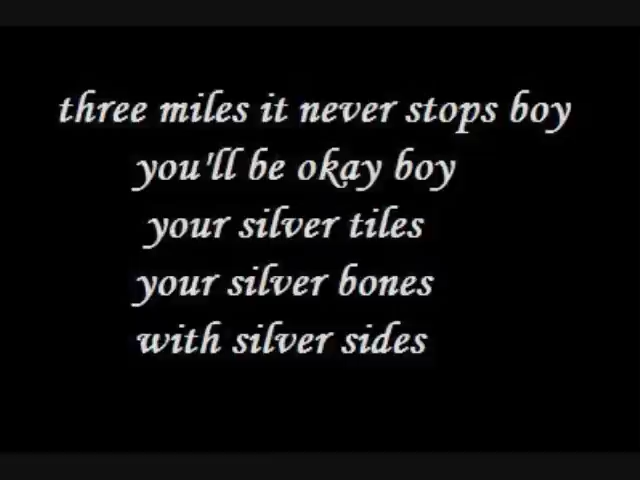 three miles it never stops boy
you'll be okay boy
your silver tiles
your silver bones
with silver sides